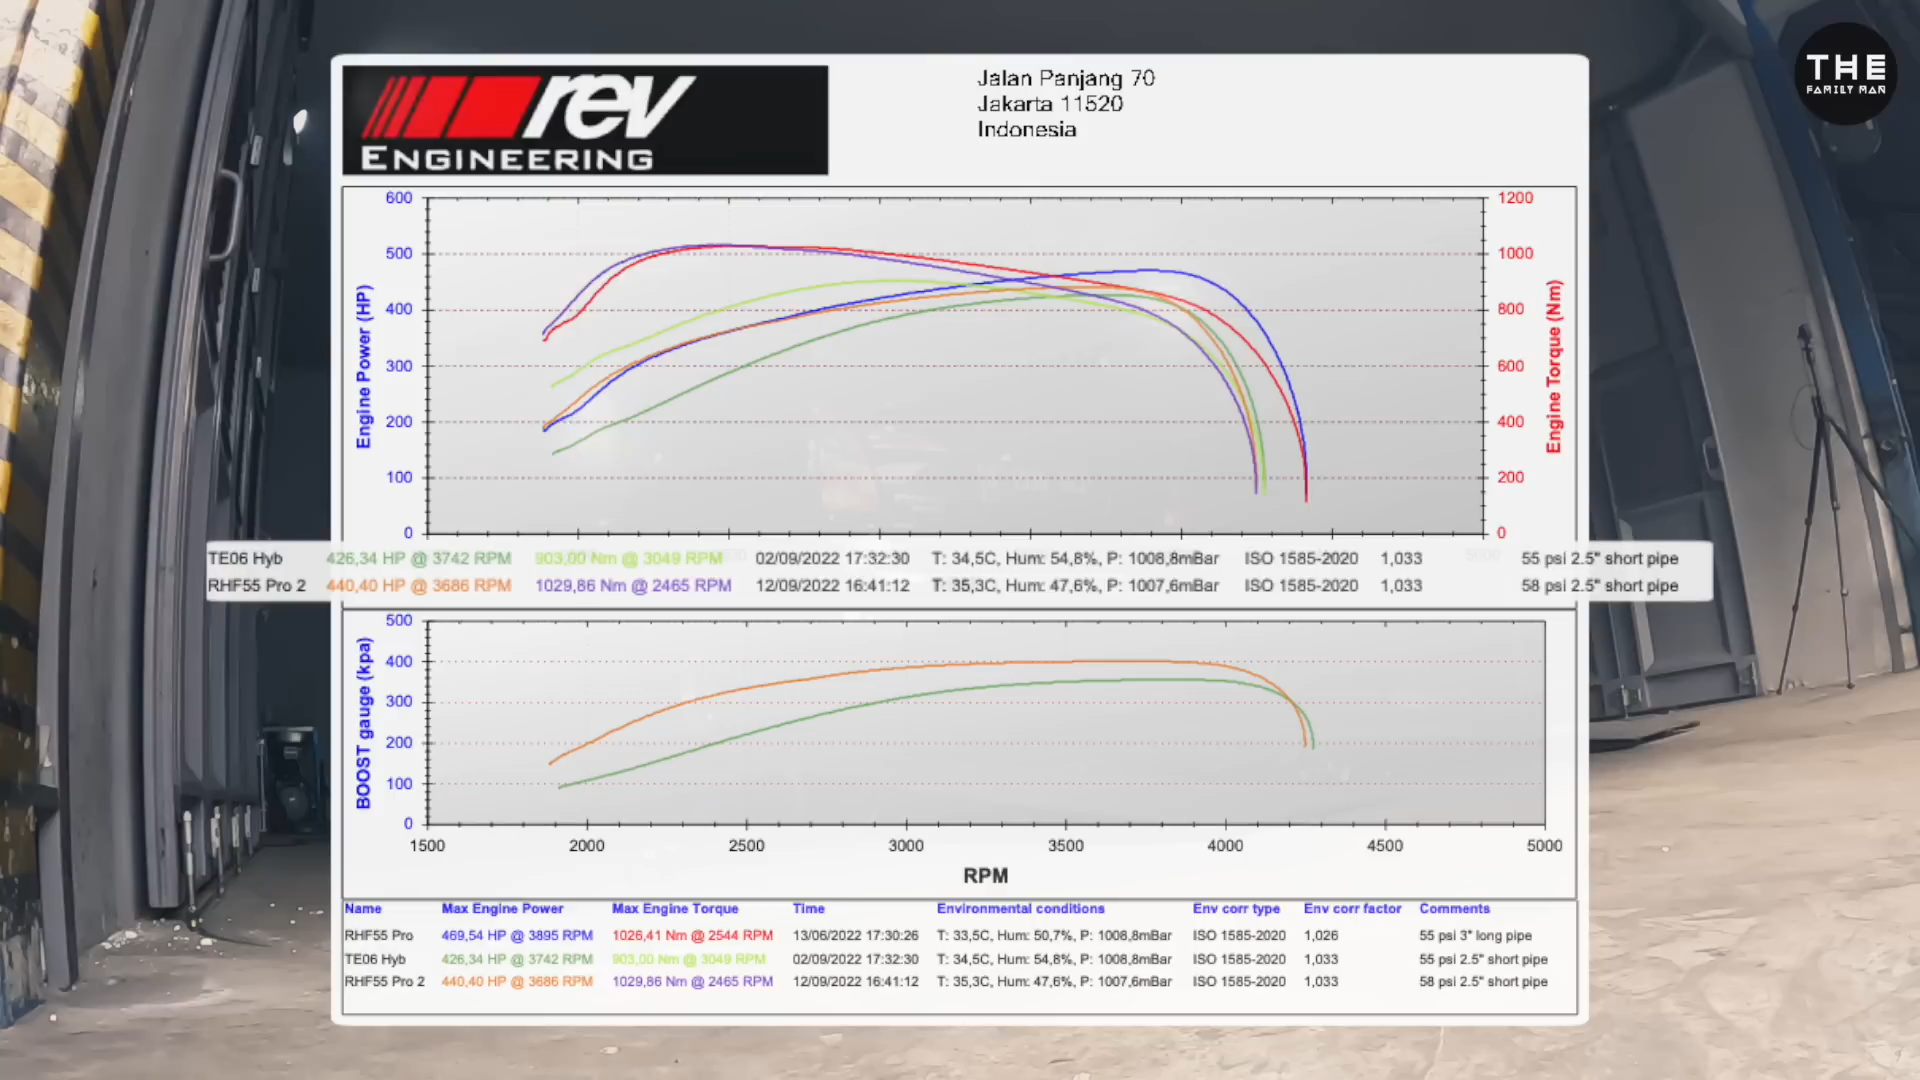 THE
FAMILY MAN
rev
ENGINEERING
Jalan Panjang 70
Jakarta 11520
Indonesia
600
500
400
300
200
100
0
Engine Power (HP)
1200
1000
800
600
400
200
0
Engine Torque (Nm)
TE06 Hyb 426,34 HP @ 3742 RPM 903,00 Nm @ 3049 RPM 02/09/2022 17:32:30 T: 34,5C, Hum: 54,8%, P: 1008,8mBar ISO 1585-2020 1,033 55 psi 2.5" short pipe
RHF55 Pro 2 440,40 HP @ 3686 RPM 1029,86 Nm @ 2465 RPM 12/09/2022 16:41:12 T: 35,3C, Hum: 47,6%, P: 1007,6mBar ISO 1585-2020 1,033 58 psi 2.5" short pipe
500
400
300
200
100
0
BOOST gauge (kpa)
1500 2000 2500 3000 3500 4000 4500 5000
RPM
Name Max Engine Power Max Engine Torque Time Environmental conditions Env corr type Env corr factor Comments
RHF55 Pro 469,54 HP @ 3895 RPM 1026,41 Nm @ 2544 RPM 13/06/2022 17:30:26 T: 33,5C, Hum: 50,7%, P: 1008,8mBar ISO 1585-2020 1,026 55 psi 3" long pipe
TE06 Hyb 426,34 HP @ 3742 RPM 903,00 Nm @ 3049 RPM 02/09/2022 17:32:30 T: 34,5C, Hum: 54,8%, P: 1008,8mBar ISO 1585-2020 1,033 55 psi 2.5" short pipe
RHF55 Pro 2 440,40 HP @ 3686 RPM 1029,86 Nm @ 2465 RPM 12/09/2022 16:41:12 T: 35,3C, Hum: 47,6%, P: 1007,6mBar ISO 1585-2020 1,033 58 psi 2.5" short pipe